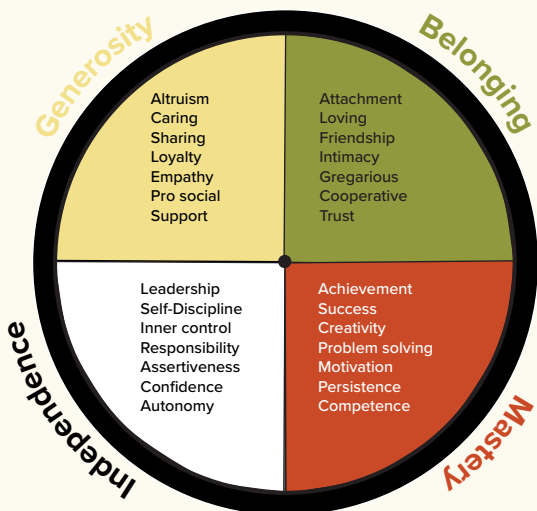 Generosity
Altruism
Caring
Sharing
Loyalty
Empathy
Pro social
Support
Belonging
Attachment
Loving
Friendship
Intimacy
Gregarious
Cooperative
Trust
Independence
Leadership
Self-Discipline
Inner control
Responsibility
Assertiveness
Confidence
Autonomy
Mastery
Achievement
Success
Creativity
Problem solving
Motivation
Persistence
Competence